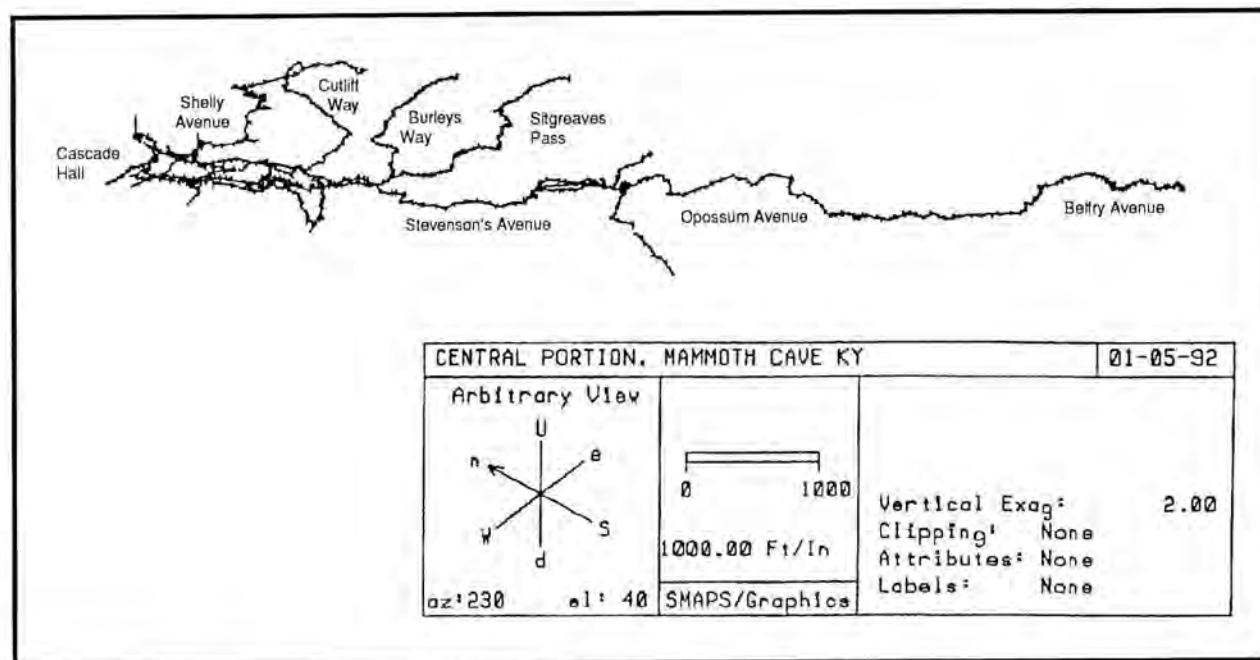 Cutliff
Way
Shelly
Avenue
Burleys
Way
Sitgreaves
Pass
Cascade
Hall
Stevenson's Avenue
Opossum Avenue
Belfry Avenue
CENTRAL PORTION, MAMMOTH CAVE KY
01-05-92
Arbitrary View
U
n
e
W
S
d
az:230 el: 40
0 1000
1000.00 Ft/In
SMAPS/Graphics
Vertical Exag: 2.00
Clipping: None
Attributes: None
Labels: None